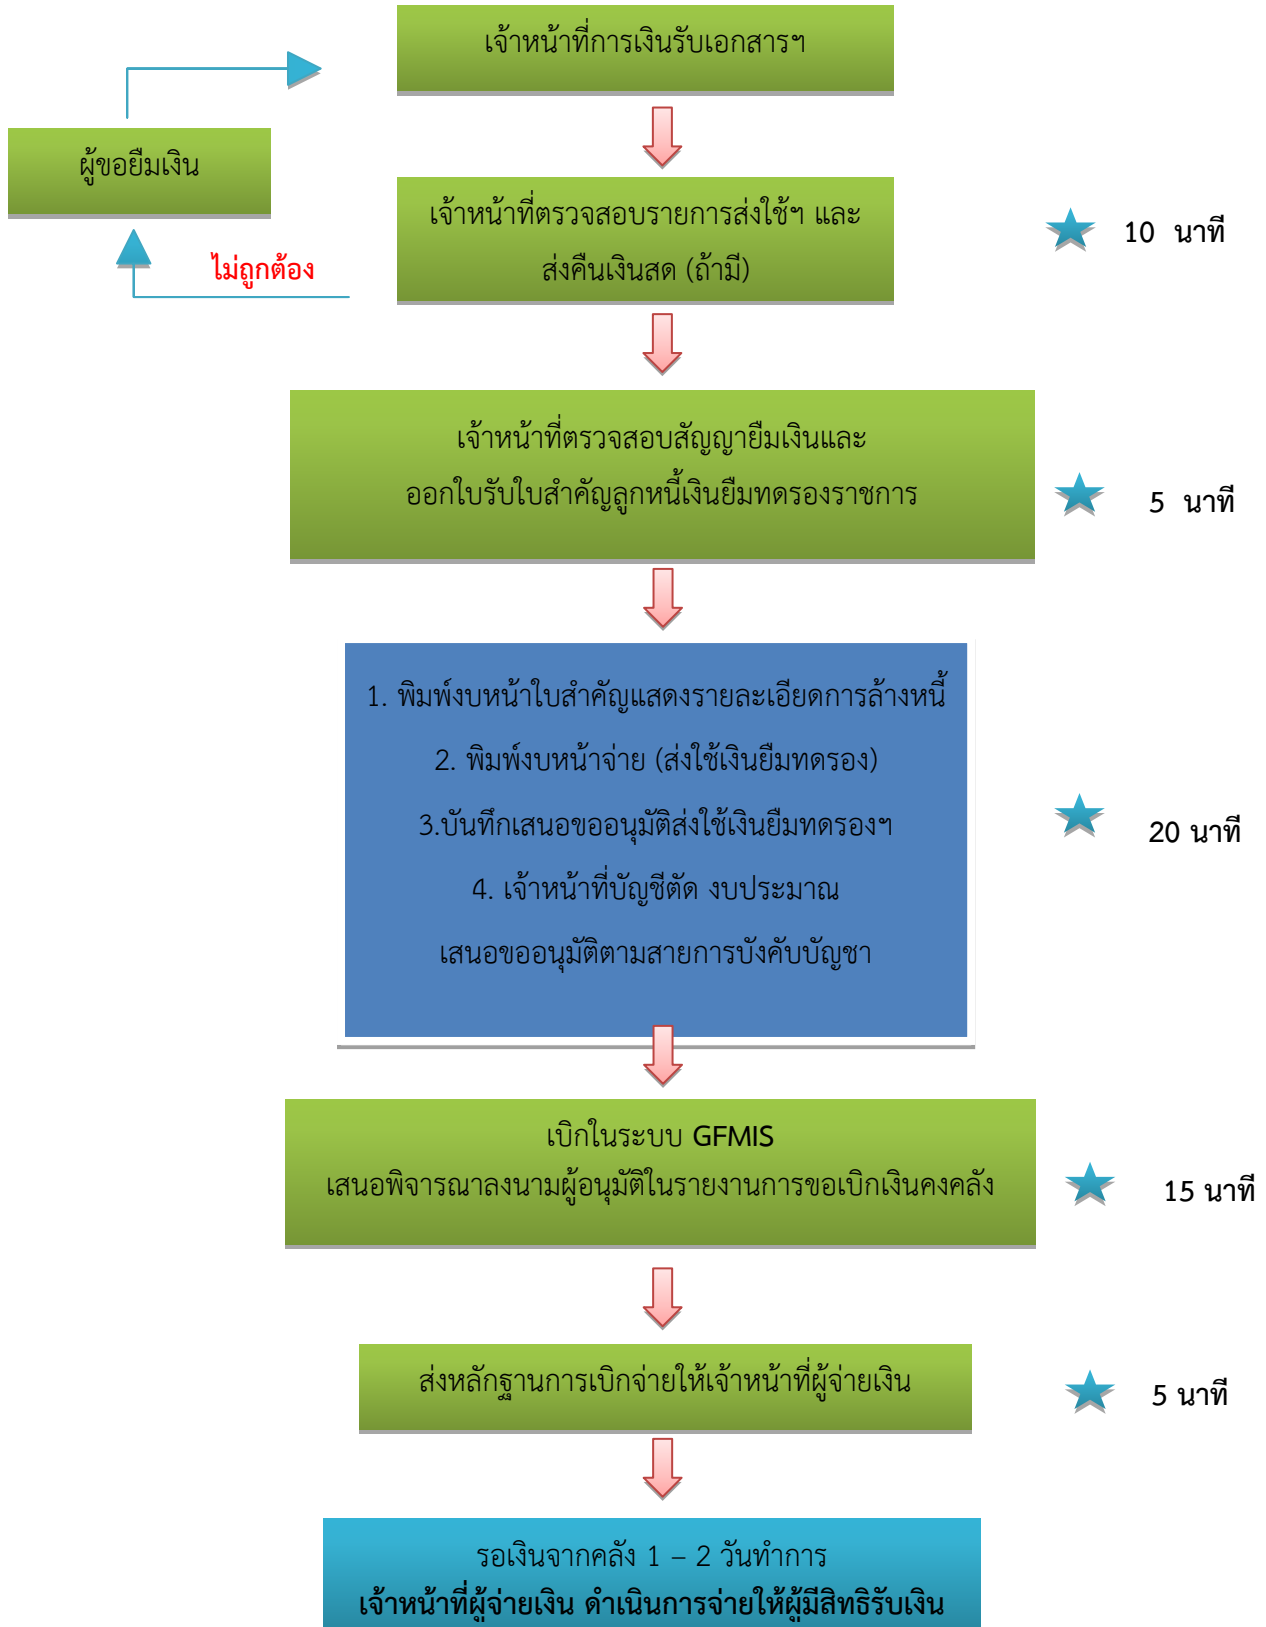 เจ้าหน้าที่การเงินรับเอกสารฯ
ผู้ขอยืมเงิน
เจ้าหน้าที่ตรวจสอบรายการส่งใช้ฯ และ
ส่งคืนเงินสด (ถ้ามี)
10 นาที
ไม่ถูกต้อง
เจ้าหน้าที่ตรวจสอบสัญญายืมเงินและ
ออกใบรับใบสำคัญลูกหนี้เงินยืมทดรองราชการ
5 นาที
1. พิมพ์งบหน้าใบสำคัญแสดงรายละเอียดการล้างหนี้
2. พิมพ์งบหน้าจ่าย (ส่งใช้เงินยืมทดรอง)
3.บันทึกเสนอขออนุมัติส่งใช้เงินยืมทดรองฯ
4. เจ้าหน้าที่บัญชีตัด งบประมาณ
เสนอขออนุมัติตามสายการบังคับบัญชา
20 นาที
เบิกในระบบ GFMIS
เสนอพิจารณาลงนามผู้อนุมัติในรายงานการขอเบิกเงินคงคลัง
15 นาที
ส่งหลักฐานการเบิกจ่ายให้เจ้าหน้าที่ผู้จ่ายเงิน
5 นาที
รอเงินจากคลัง 1 – 2 วันทำการ
เจ้าหน้าที่ผู้จ่ายเงิน ดำเนินการจ่ายให้ผู้มีสิทธิรับเงิน